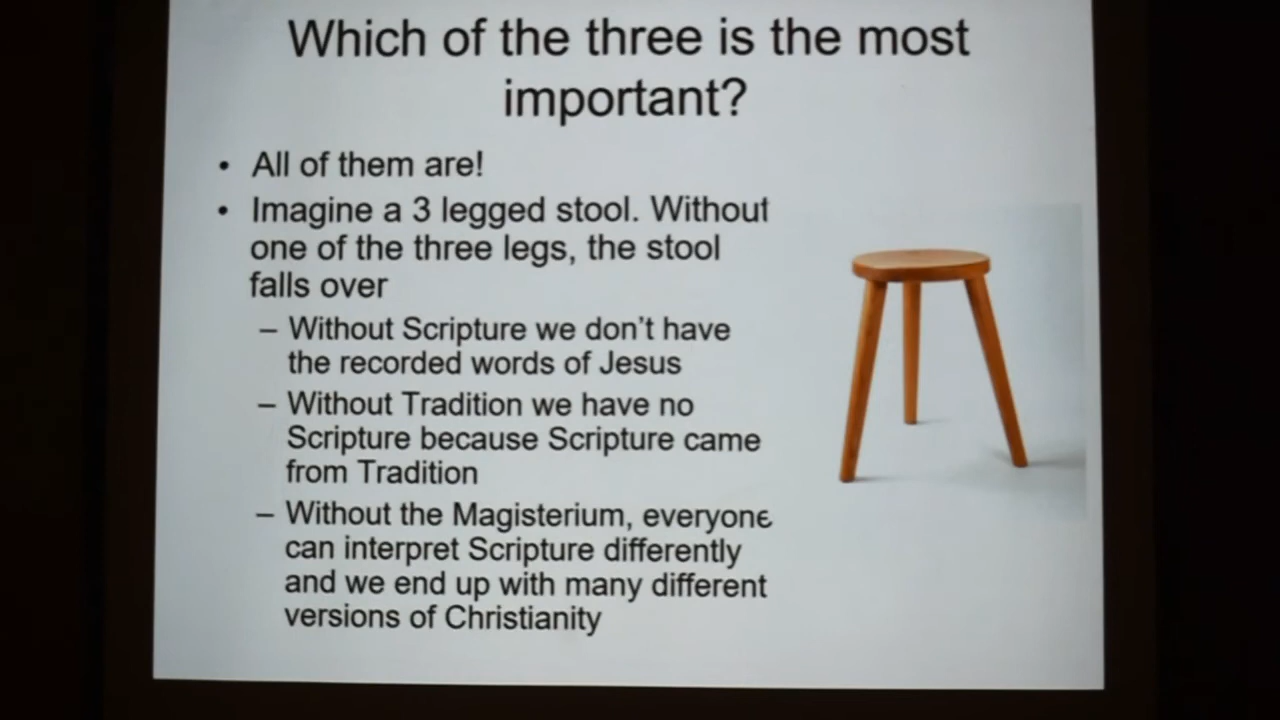 Which of the three is the most
important?
• All of them are!
• Imagine a 3 legged stool. Without
one of the three legs, the stool
falls over
– Without Scripture we don't have
the recorded words of Jesus
– Without Tradition we have no
Scripture because Scripture came
from Tradition
– Without the Magisterium, everyone
can interpret Scripture differently
and we end up with many different
versions of Christianity